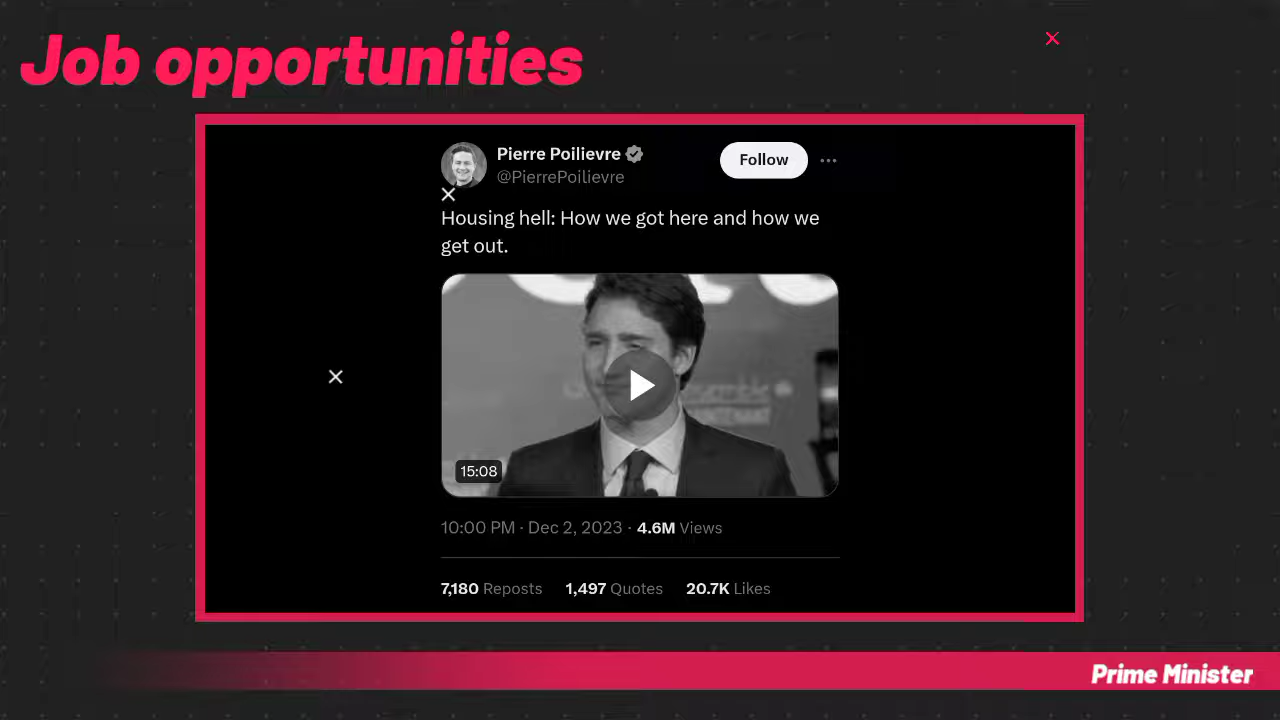 Job opportunities
Pierre Poilievre
@PierrePoilievre
Follow
Housing hell: How we got here and how we
get out.
15:08
10:00 PM · Dec 2, 2023 · 4.6M Views
7,180 Reposts 1,497 Quotes 20.7K Likes
Prime Minister